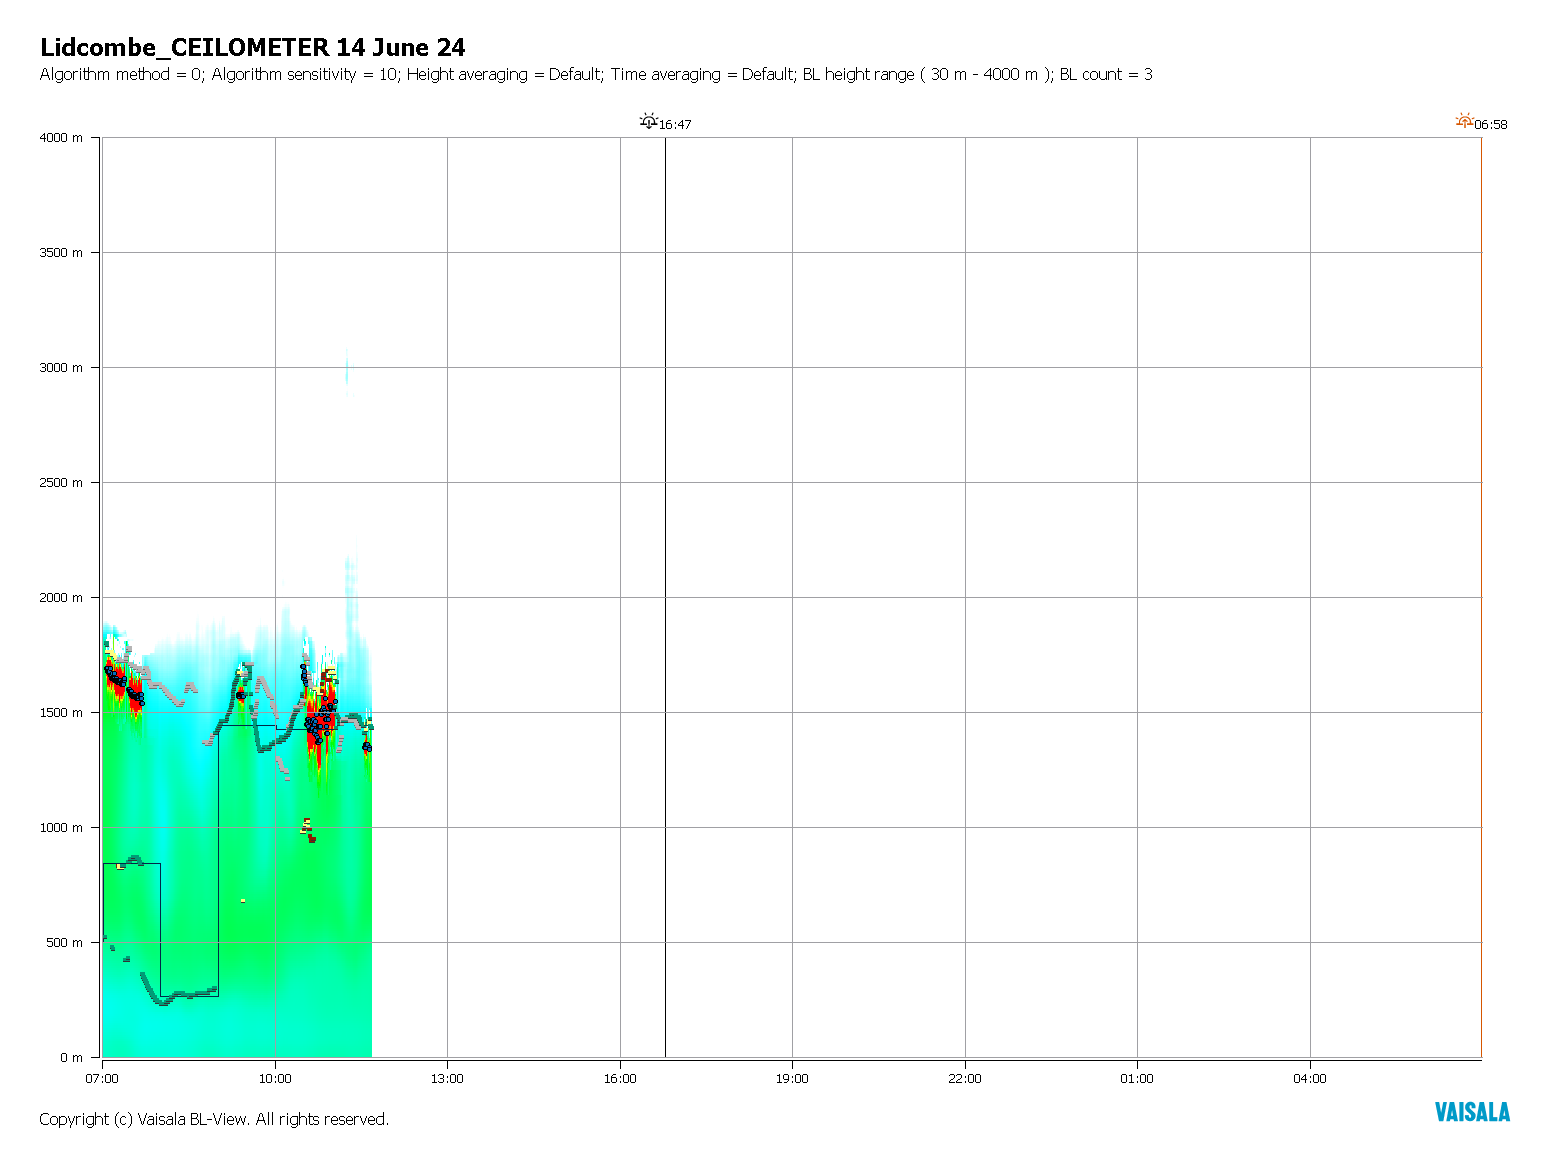 Lidcombe_CEILOMETER 14 June 24
Algorithm method = 0; Algorithm sensitivity = 10; Height averaging = Default; Time averaging = Default; BL height range ( 30 m - 4000 m ); BL count = 3
16:47
06:58
4000 m
3500 m
3000 m
2500 m
2000 m
1500 m
1000 m
500 m
0 m
07:00
10:00
13:00
16:00
19:00
22:00
01:00
04:00
Copyright (c) Vaisala BL-View. All rights reserved.
VAISALA